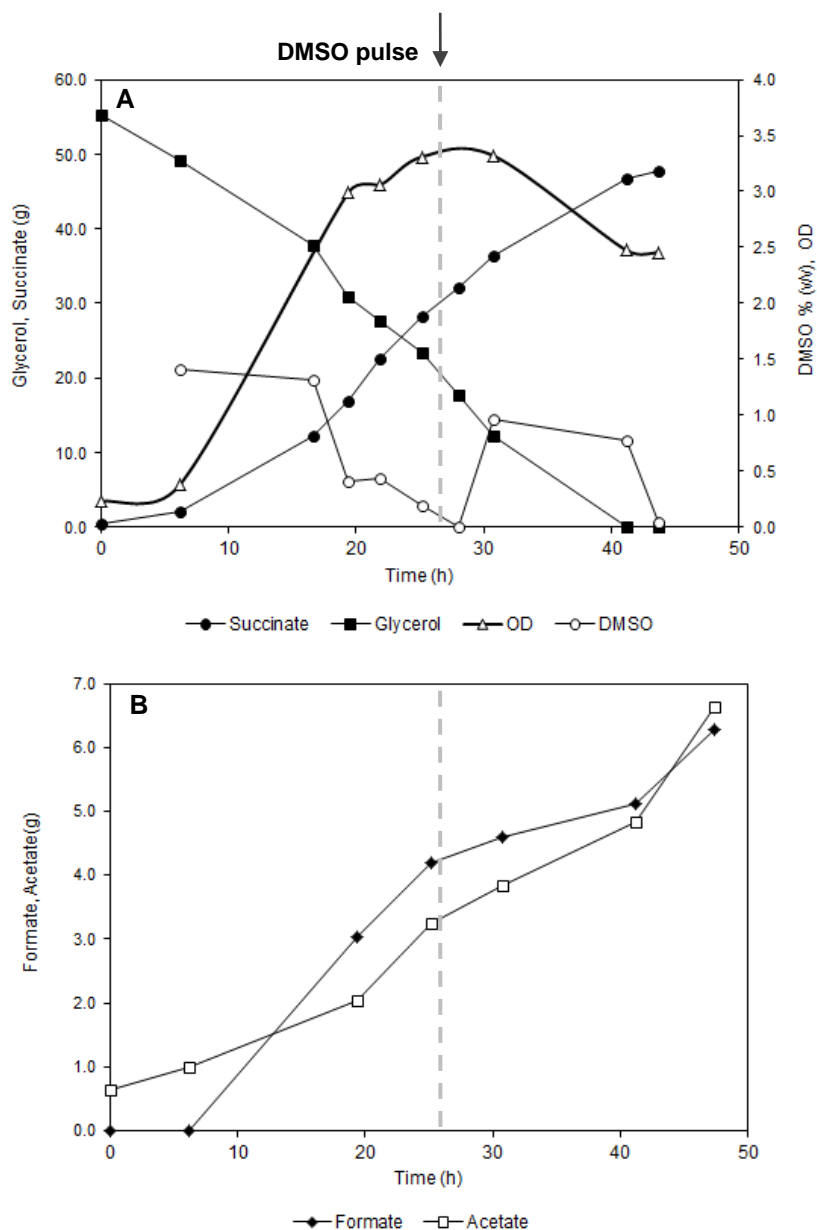 DMSO pulse
A
60.0
50.0
40.0
30.0
20.0
10.0
0.0
Glycerol, Succinate (g)
4.0
3.5
3.0
2.5
2.0
1.5
1.0
0.5
0.0
DMSO % (w/v), OD
0 10 20 30 40 50
Time (h)
Succinate Glycerol OD DMSO
B
7.0
6.0
5.0
4.0
3.0
2.0
1.0
0.0
Formate, Acetate(g)
0 10 20 30 40 50
Time (h)
Formate Acetate